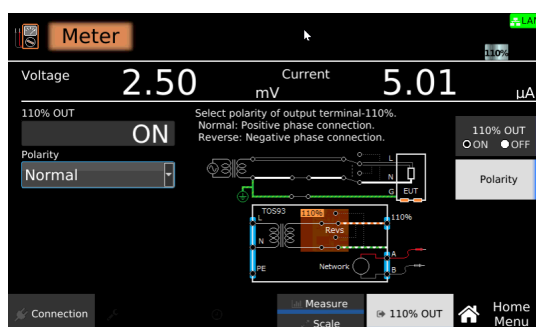 Meter
LAN
110%
Voltage 2.50 mV Current 5.01 µA
110% OUT
ON
Polarity
Normal
Select polarity of output terminal-110%.
Normal: Positive phase connection.
Reverse: Negative phase connection.
L
N
G EUT
TOS93 110% 110%
L
Revs
N
A
Network B
PE
110% OUT
ON OFF
Polarity
Connection
Measure
Scale
110% OUT
Home
Menu